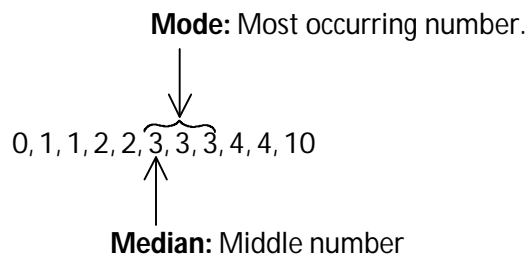 Mode: Most occurring number.
0, 1, 1, 2, 2, 3, 3, 3, 4, 4, 10
Median: Middle number